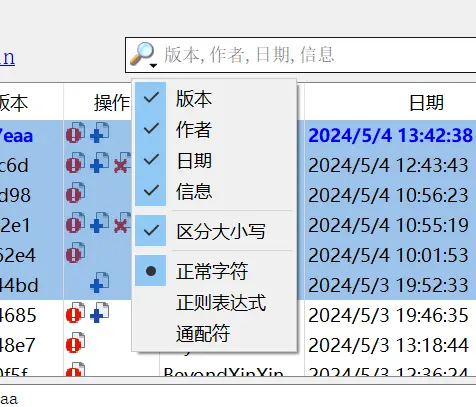 in
版本,作者,日期,信息
版本 操作 日期
7eaa 2024/5/4 13:42:38
c6d 2024/5/4 12:43:43
d98 2024/5/4 10:56:23
2e1 2024/5/4 10:55:19
62e4 2024/5/4 10:01:53
44bd 2024/5/3 19:52:33
4685 2024/5/3 19:46:35
48e7 2024/5/3 13:18:44
0f5f BeyondXinXin 2024/5/3 12:36:24
版本
作者
日期
信息
区分大小写
正常字符
正则表达式
通配符
aa